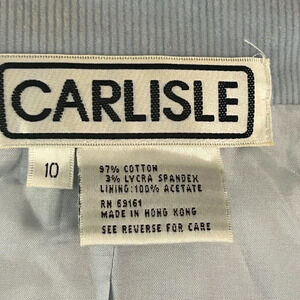 CARLISLE
10
97% COTTON
3% LYCRA SPANDEX
LINING: 100% ACETATE
RN 59161
MADE IN HONG KONG
SEE REVERSE FOR CARE